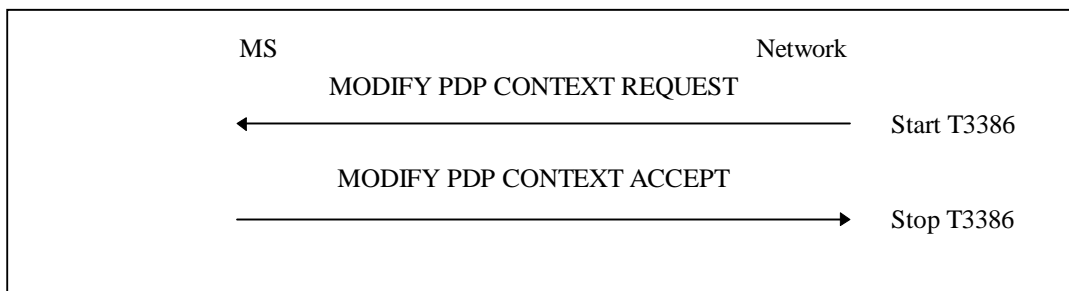 MS Network
MODIFY PDP CONTEXT REQUEST
Start T3386
MODIFY PDP CONTEXT ACCEPT
Stop T3386